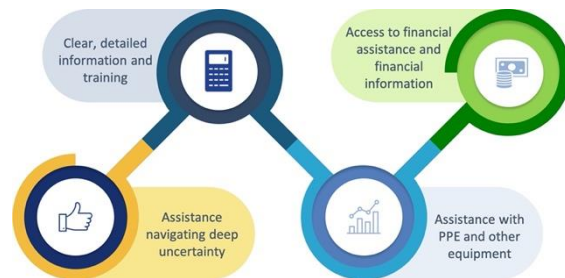 Clear, detailed
information and
training
Access to financial
assistance and
financial
information
Assistance
navigating deep
uncertainty
Assistance with
PPE and other
equipment